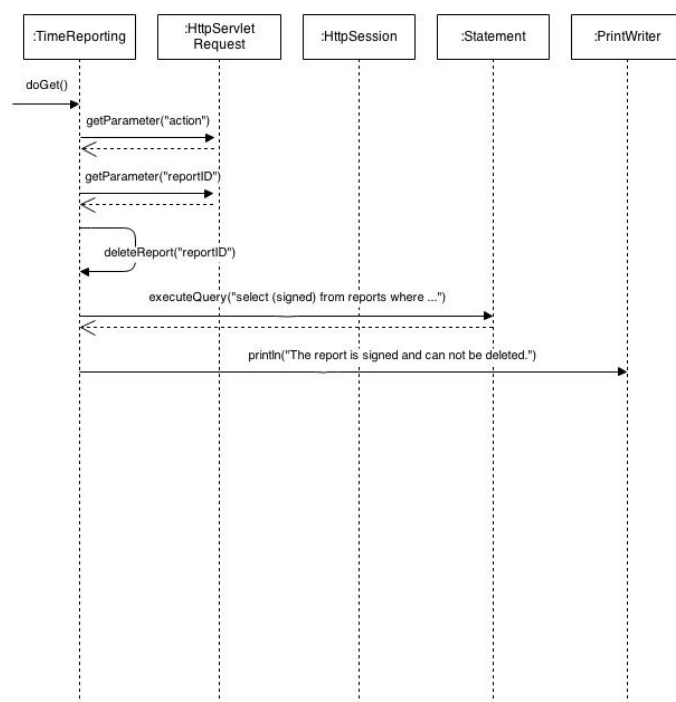 :TimeReporting
:HttpServlet
Request
:HttpSession
:Statement
:PrintWriter
doGet()
getParameter("action")
getParameter("reportID")
deleteReport("reportID")
executeQuery("select (signed) from reports where ...")
println("The report is signed and can not be deleted.")